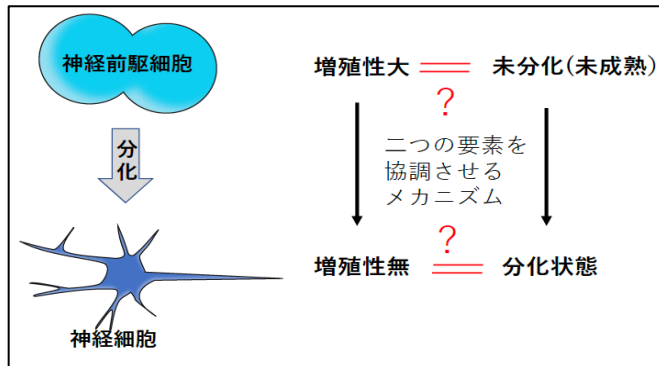 神経前駆細胞
分化
神経細胞
増殖性大
未分化(未成熟)
?
二つの要素を
協調させる
メカニズム
?
増殖性無
分化状態